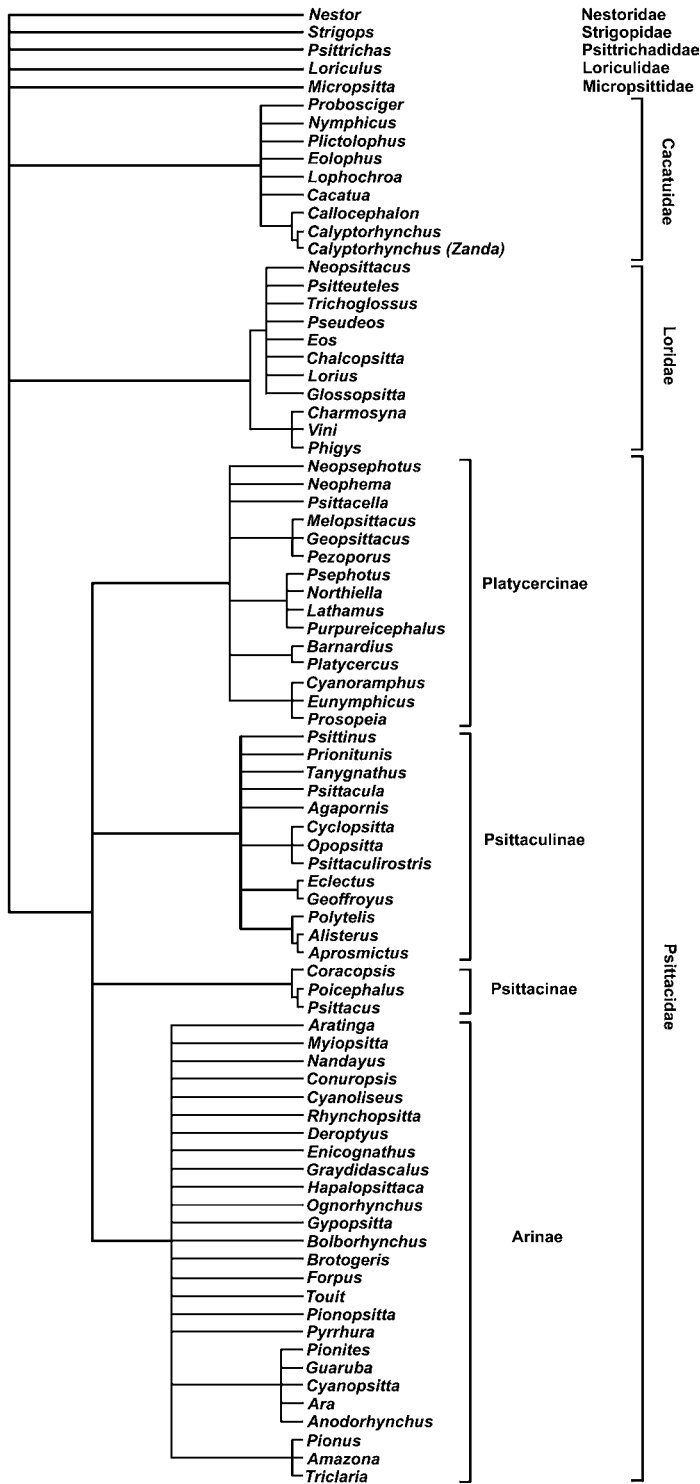 Nestor Nestoridae
Strigops Strigopidae
Psittrichas Psittrichadidae
Loriculus Loriculidae
Micropsitta Micropsittidae
Probosciger
Nymphicus
Plictolophus
Eolophus
Lophochroa
Cacatua
Callocephalon
Calyptorhynchus
Calyptorhynchus (Zanda)
Cacatuidae
Neopsittacus
Psitteuteles
Trichoglossus
Pseudeos
Eos
Chalcopsitta
Lorius
Glossopsitta
Charmosyna
Vini
Phigys
Loridae
Neopsephotus
Neophema
Psittacella
Melopsittacus
Geopsittacus
Pezoporus
Psephotus
Northiella
Lathamus
Purpureicephalus
Barnardius
Platycercus
Cyanoramphus
Eunymphicus
Prosopeia
Platycercinae
Psittinus
Prionitunis
Tanygnathus
Psittacula
Agapornis
Cyclopsitta
Opopsitta
Psittaculirostris
Eclectus
Geoffroyus
Polytelis
Alisterus
Aprosmictus
Psittaculinae
Coracopsis
Poicephalus
Psittacus
Psittacinae
Aratinga
Myiopsitta
Nandayus
Conuropsis
Cyanoliseus
Rhynchopsitta
Deroptyus
Enicognathus
Graydidascalus
Hapalopsittaca
Ognorhynchus
Gypopsitta
Bolborhynchus
Brotogeris
Forpus
Touit
Pionopsitta
Pyrrhura
Pionites
Guaruba
Cyanopsitta
Ara
Anodorhynchus
Pionus
Amazona
Triclaria
Arinae
Psittacidae